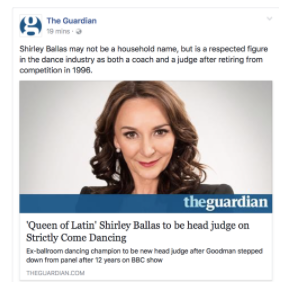 The Guardian
19 mins ·
Shirley Ballas may not be a household name, but is a respected figure
in the dance industry as both a coach and a judge after retiring from
competition in 1996.
theguardian
'Queen of Latin' Shirley Ballas to be head judge on
Strictly Come Dancing
Ex-ballroom dancing champion to be new head judge after Goodman stepped
down from panel after 12 years on BBC show
THEGUARDIAN.COM